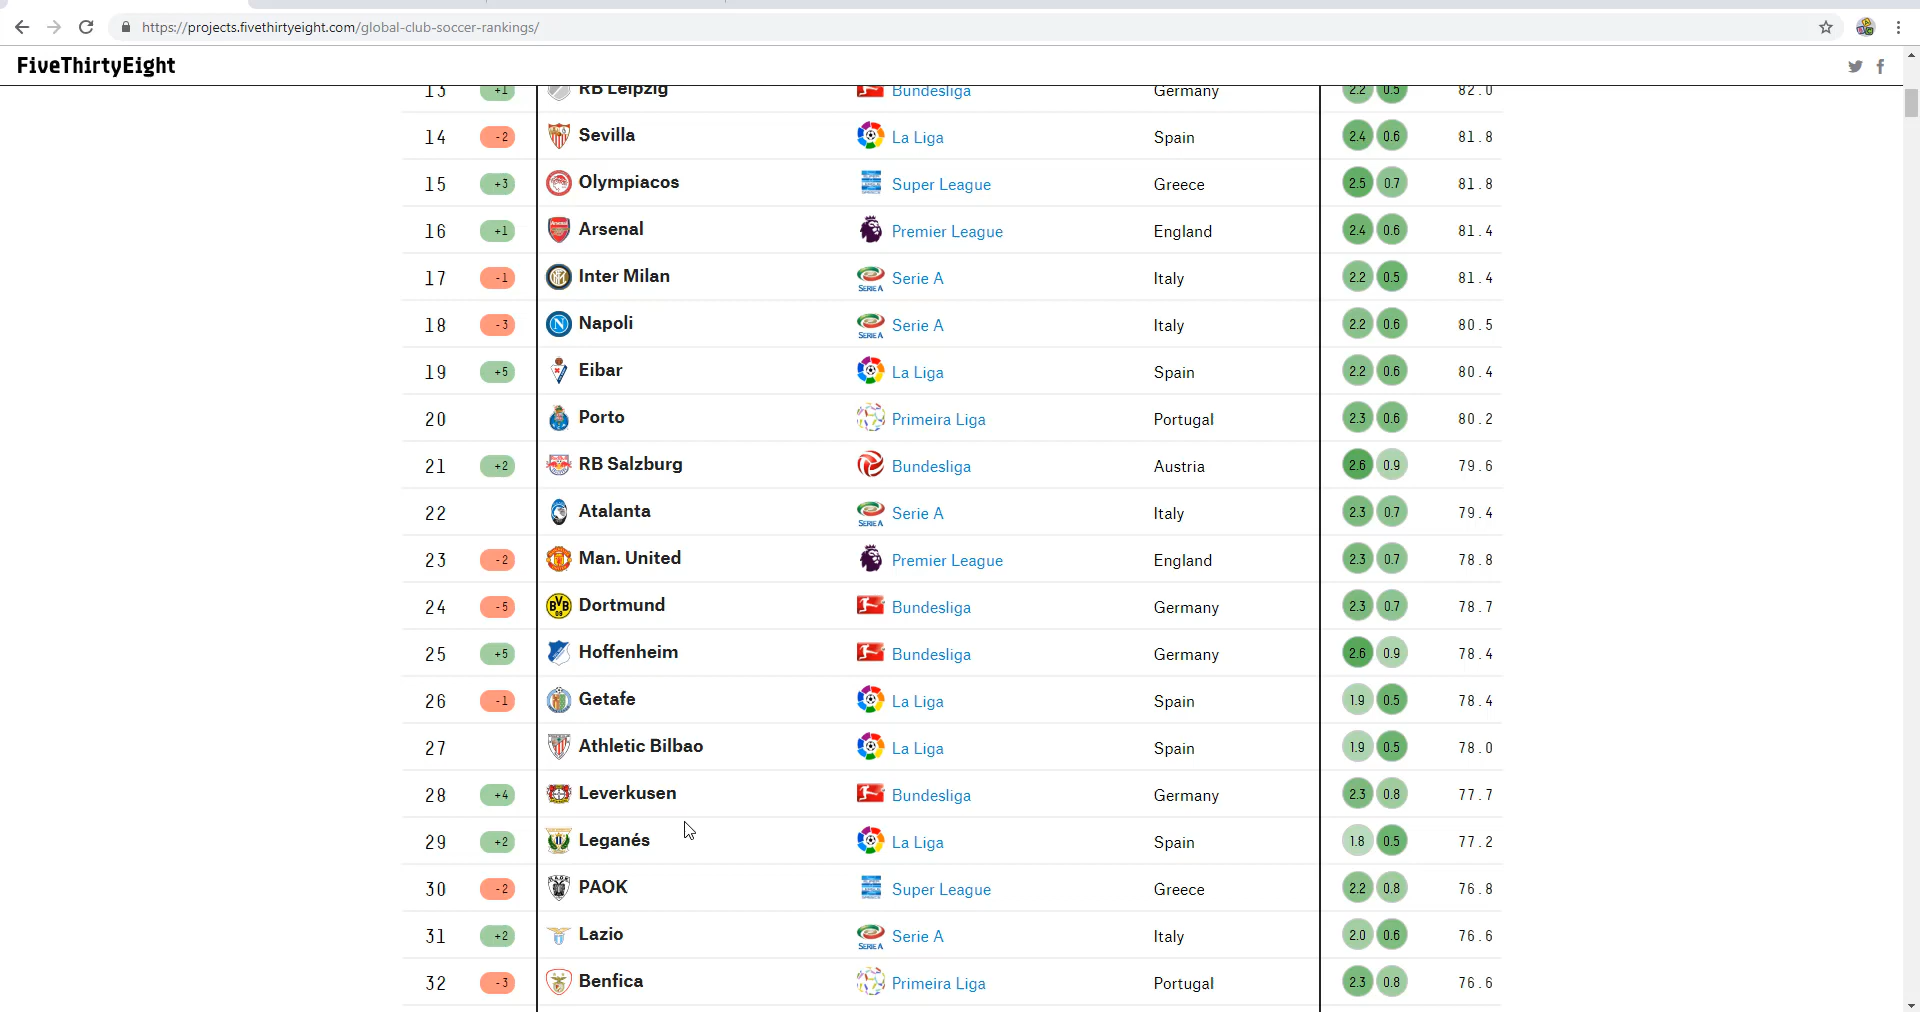 https://projects.fivethirtyeight.com/global-club-soccer-rankings/
FiveThirtyEight
13 +1 RB Leipzig Bundesliga Germany 2.2 0.5 82.0
14 -2 Sevilla La Liga Spain 2.4 0.6 81.8
15 +3 Olympiacos Super League Greece 2.5 0.7 81.8
16 +1 Arsenal Premier League England 2.4 0.6 81.4
17 -1 Inter Milan SERIE A Serie A Italy 2.2 0.5 81.4
18 -3 Napoli SERIE A Serie A Italy 2.2 0.6 80.5
19 +5 Eibar La Liga Spain 2.2 0.6 80.4
20 Porto Primeira Liga Portugal 2.3 0.6 80.2
21 +2 RB Salzburg Bundesliga Austria 2.6 0.9 79.6
22 Atalanta SERIE A Serie A Italy 2.3 0.7 79.4
23 -2 Man. United Premier League England 2.3 0.7 78.8
24 -5 BVB 09 Dortmund Bundesliga Germany 2.3 0.7 78.7
25 +5 Hoffenheim Bundesliga Germany 2.6 0.9 78.4
26 -1 Getafe La Liga Spain 1.9 0.5 78.4
27 Athletic Bilbao La Liga Spain 1.9 0.5 78.0
28 +4 Leverkusen Bundesliga Germany 2.3 0.8 77.7
29 +2 Leganés La Liga Spain 1.8 0.5 77.2
30 -2 PAOK Super League Greece 2.2 0.8 76.8
31 +2 Lazio SERIE A Serie A Italy 2.0 0.6 76.6
32 -3 Benfica Primeira Liga Portugal 2.3 0.8 76.6